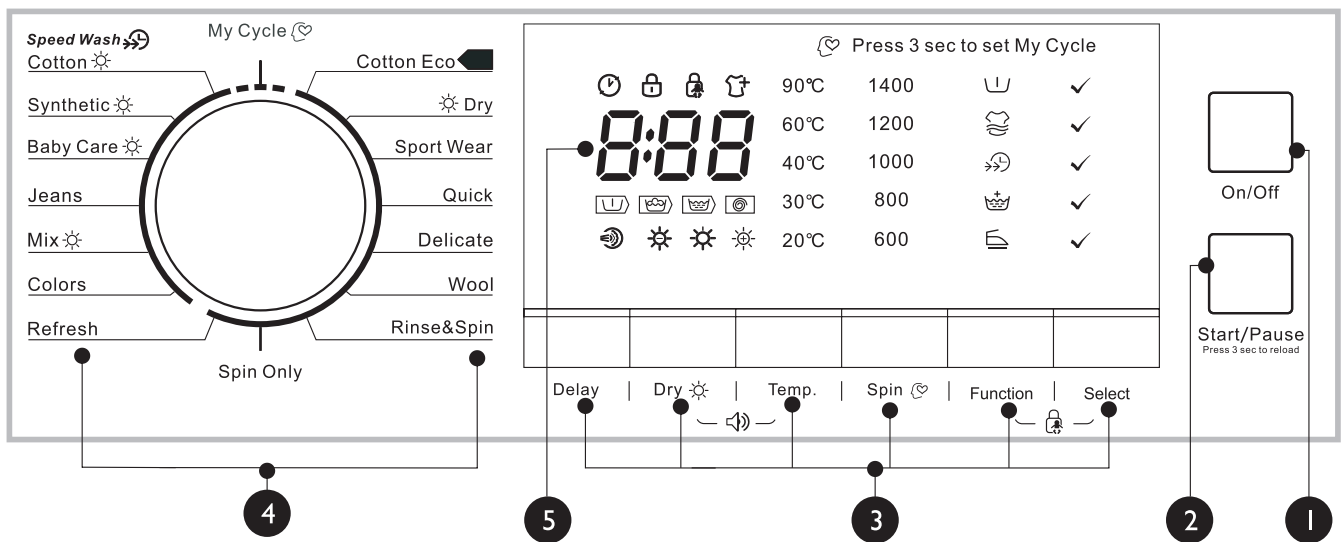 Speed Wash
My Cycle
Cotton
Cotton Eco
Synthetic
Dry
Baby Care
Sport Wear
Jeans
Quick
Mix
Delicate
Colors
Wool
Refresh
Rinse&Spin
Spin Only
Press 3 sec to set My Cycle
90℃ 1400
8:88
60℃ 1200
40℃ 1000
30℃ 800
20℃ 600
Delay | Dry | Temp. | Spin | Function | Select
On/Off
Start/Pause
Press 3 sec to reload
4 5 3 2 1